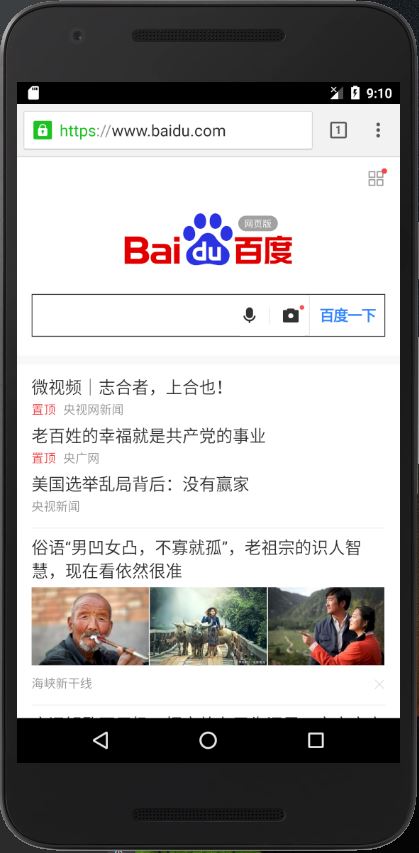 9:10
https://www.baidu.com
1
网页版
Bai du 百度
百度一下
微视频｜志合者，上合也！
置顶 央视网新闻
老百姓的幸福就是共产党的事业
置顶 央广网
美国选举乱局背后：没有赢家
央视新闻
俗语“男凹女凸，不寡就孤”，老祖宗的识人智
慧，现在看依然很准
海峡新干线